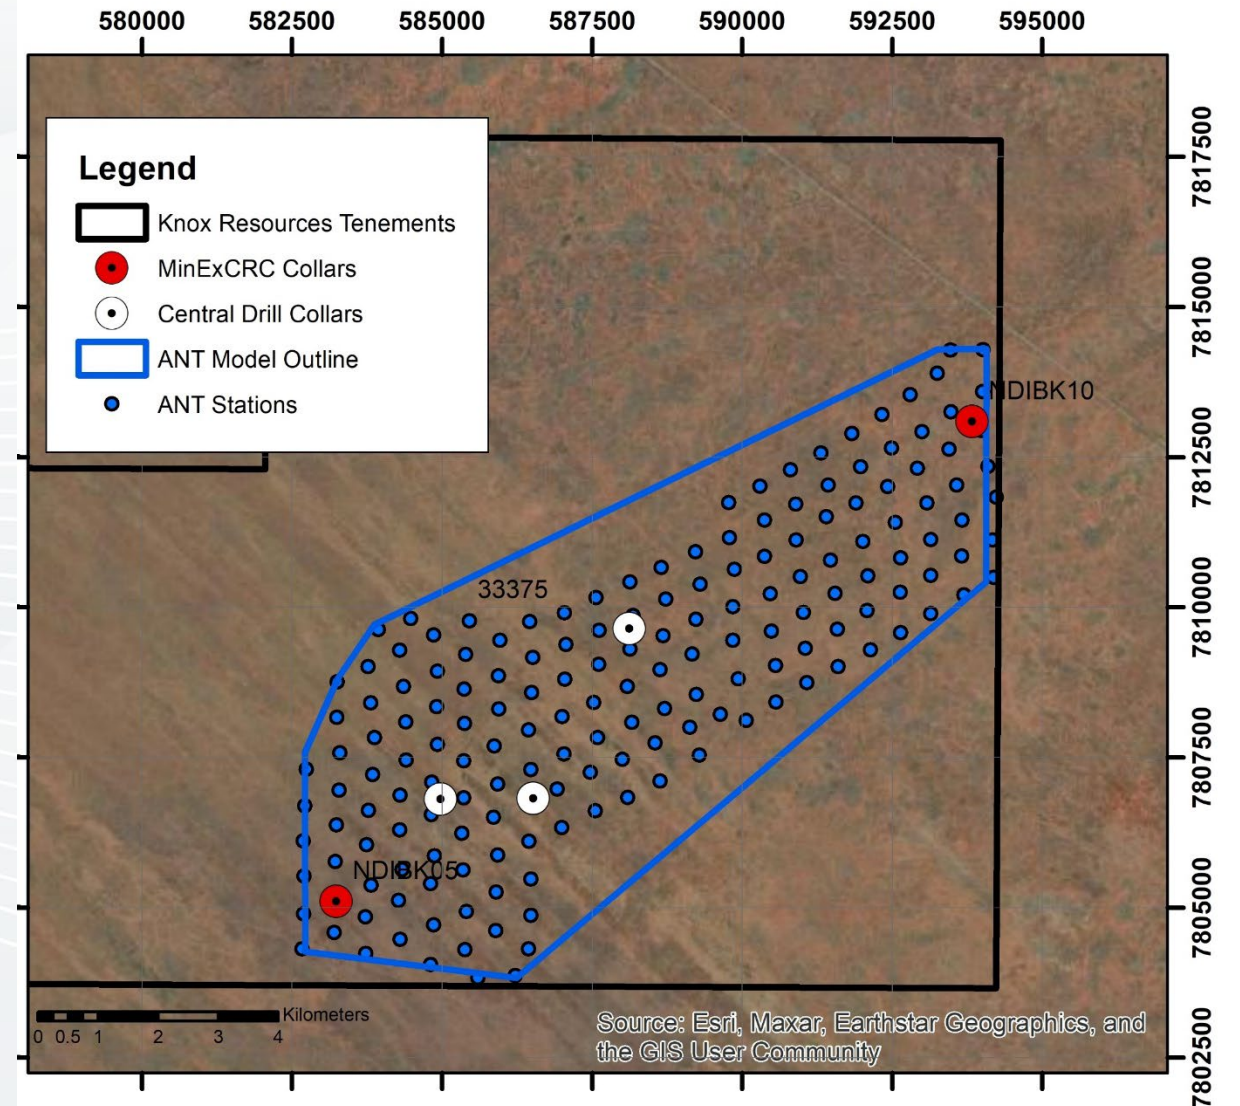 580000 582500 585000 587500 590000 592500 595000
Legend
Knox Resources Tenements
MinExCRC Collars
Central Drill Collars
ANT Model Outline
ANT Stations
7817500
7815000
NDIBK10
7812500
33375
7810000
7807500
NDIBK05
7805000
Kilometers
0 0.5 1 2 3 4
Source: Esri, Maxar, Earthstar Geographics, and
the GIS User Community
7802500